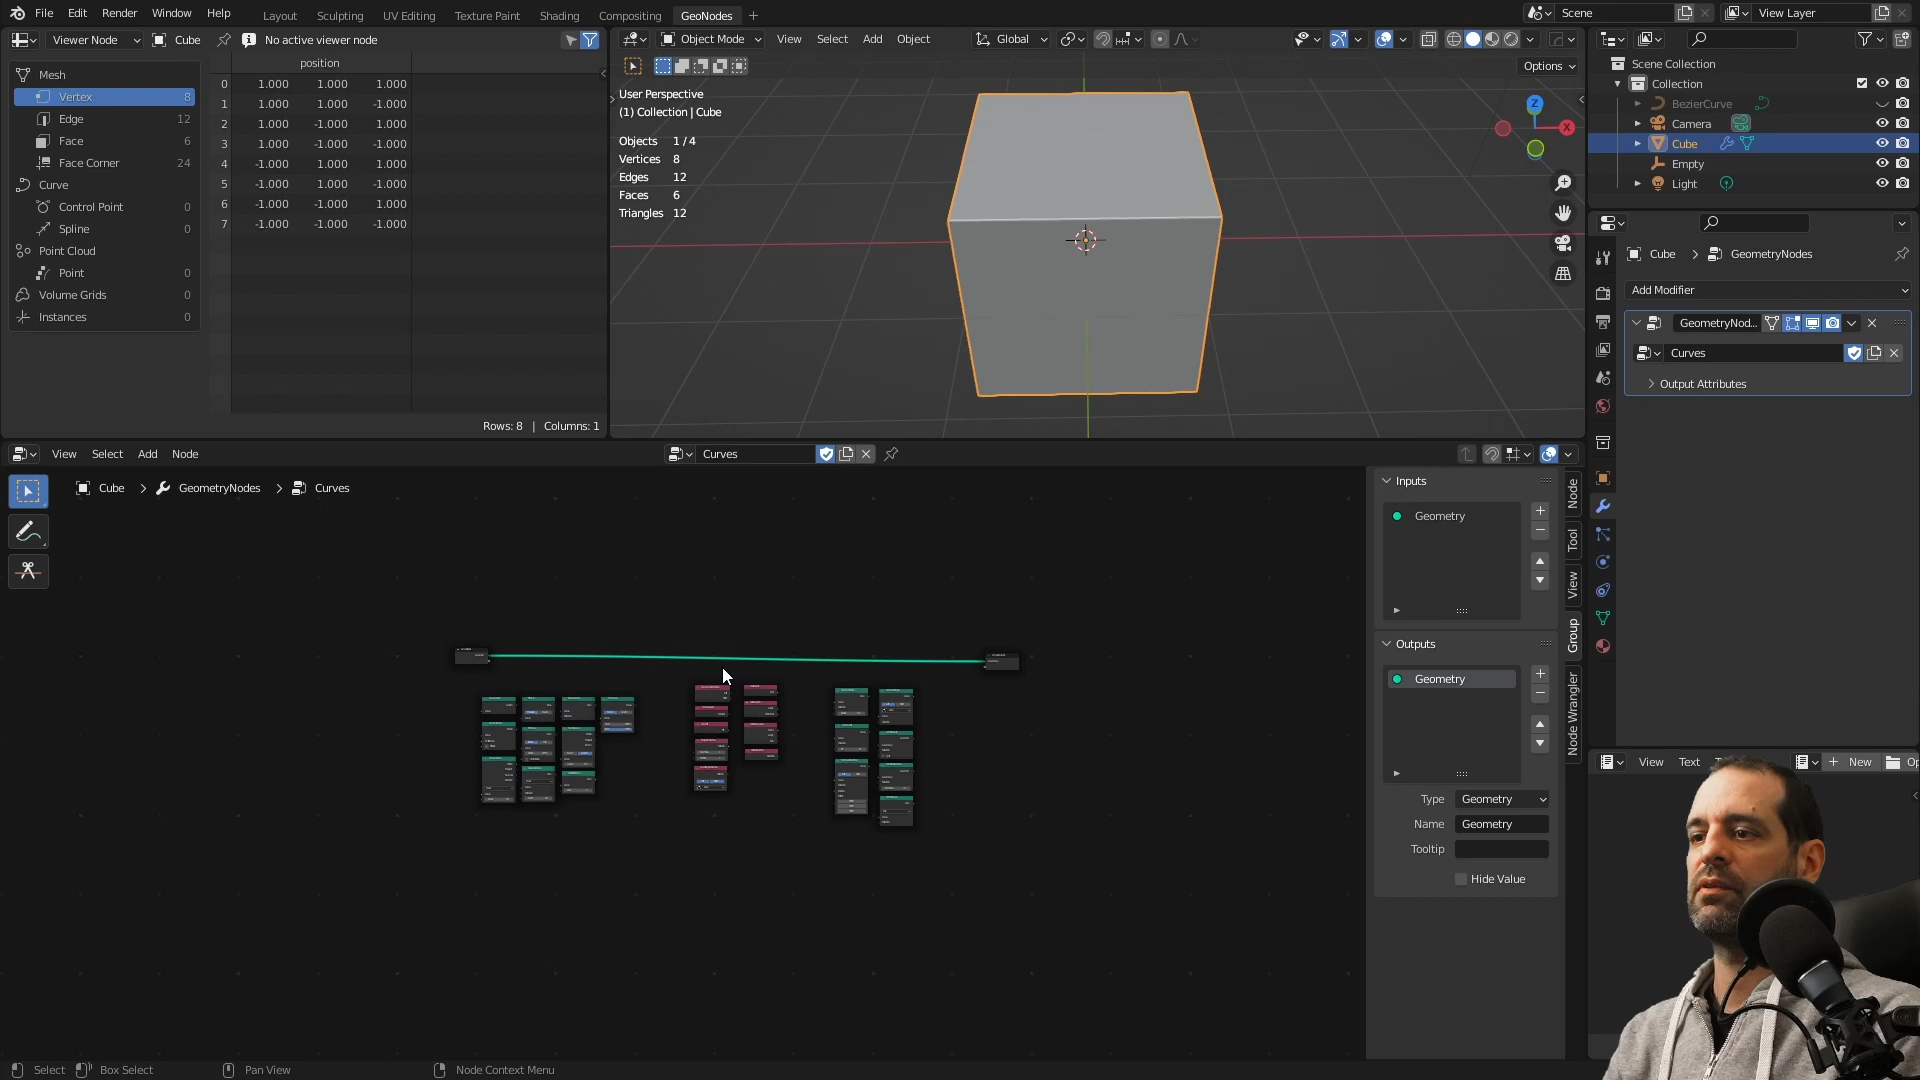 File Edit Render Window Help
Layout Sculpting UV Editing Texture Paint Shading Compositing GeoNodes
Scene
View Layer
Viewer Node
Cube
No active viewer node
Object Mode View Select Add Object
Global
Options
position
Mesh
Vertex 8
Edge 12
Face 6
Face Corner 24
Curve
Control Point 0
Spline 0
Point Cloud
Point 0
Volume Grids 0
Instances 0
0 1.000 1.000 1.000
1 1.000 1.000 -1.000
2 1.000 -1.000 1.000
3 1.000 -1.000 -1.000
4 -1.000 1.000 1.000
5 -1.000 1.000 -1.000
6 -1.000 -1.000 1.000
7 -1.000 -1.000 -1.000
Rows: 8 | Columns: 1
User Perspective
(1) Collection | Cube
Objects 1 / 4
Vertices 8
Edges 12
Faces 6
Triangles 12
Z
X
Scene Collection
Collection
BezierCurve
Camera
Cube
Empty
Light
Cube > GeometryNodes
Add Modifier
GeometryNod...
Curves
Output Attributes
View Select Add Node
Curves
Cube > GeometryNodes > Curves
Inputs
Geometry
Outputs
Geometry
Type Geometry
Name Geometry
Tooltip
Hide Value
Node
Tool
View
Group
Node Wrangler
View Text
New
Op
Select Box Select Pan View Node Context Menu